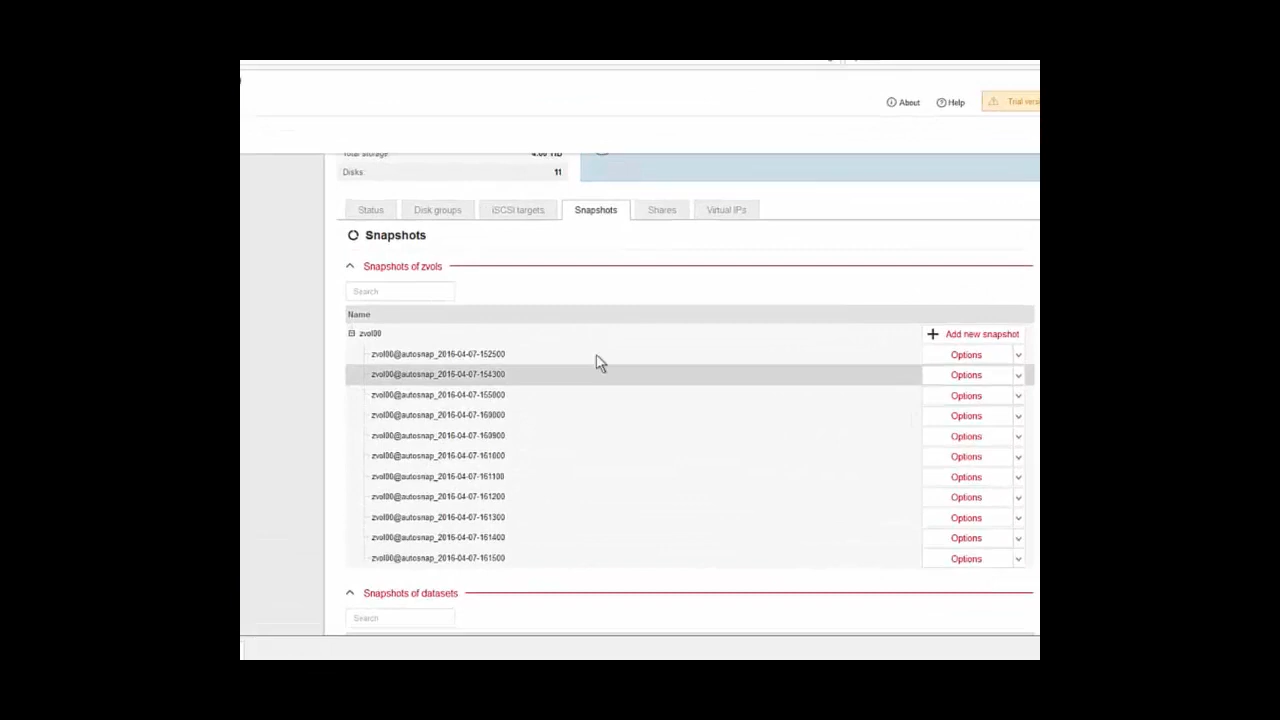 About Help Trial vers
Total storage: 4.00 TiB
Disks: 11
Status Disk groups iSCSI targets Snapshots Shares Virtual IPs
Snapshots
Snapshots of zvols
Search
Name
zvol00 Add new snapshot
zvol00@autosnap_2016-04-07-152500 Options
zvol00@autosnap_2016-04-07-154300 Options
zvol00@autosnap_2016-04-07-155800 Options
zvol00@autosnap_2016-04-07-160000 Options
zvol00@autosnap_2016-04-07-160900 Options
zvol00@autosnap_2016-04-07-161000 Options
zvol00@autosnap_2016-04-07-161100 Options
zvol00@autosnap_2016-04-07-161200 Options
zvol00@autosnap_2016-04-07-161300 Options
zvol00@autosnap_2016-04-07-161400 Options
zvol00@autosnap_2016-04-07-161500 Options
Snapshots of datasets
Search